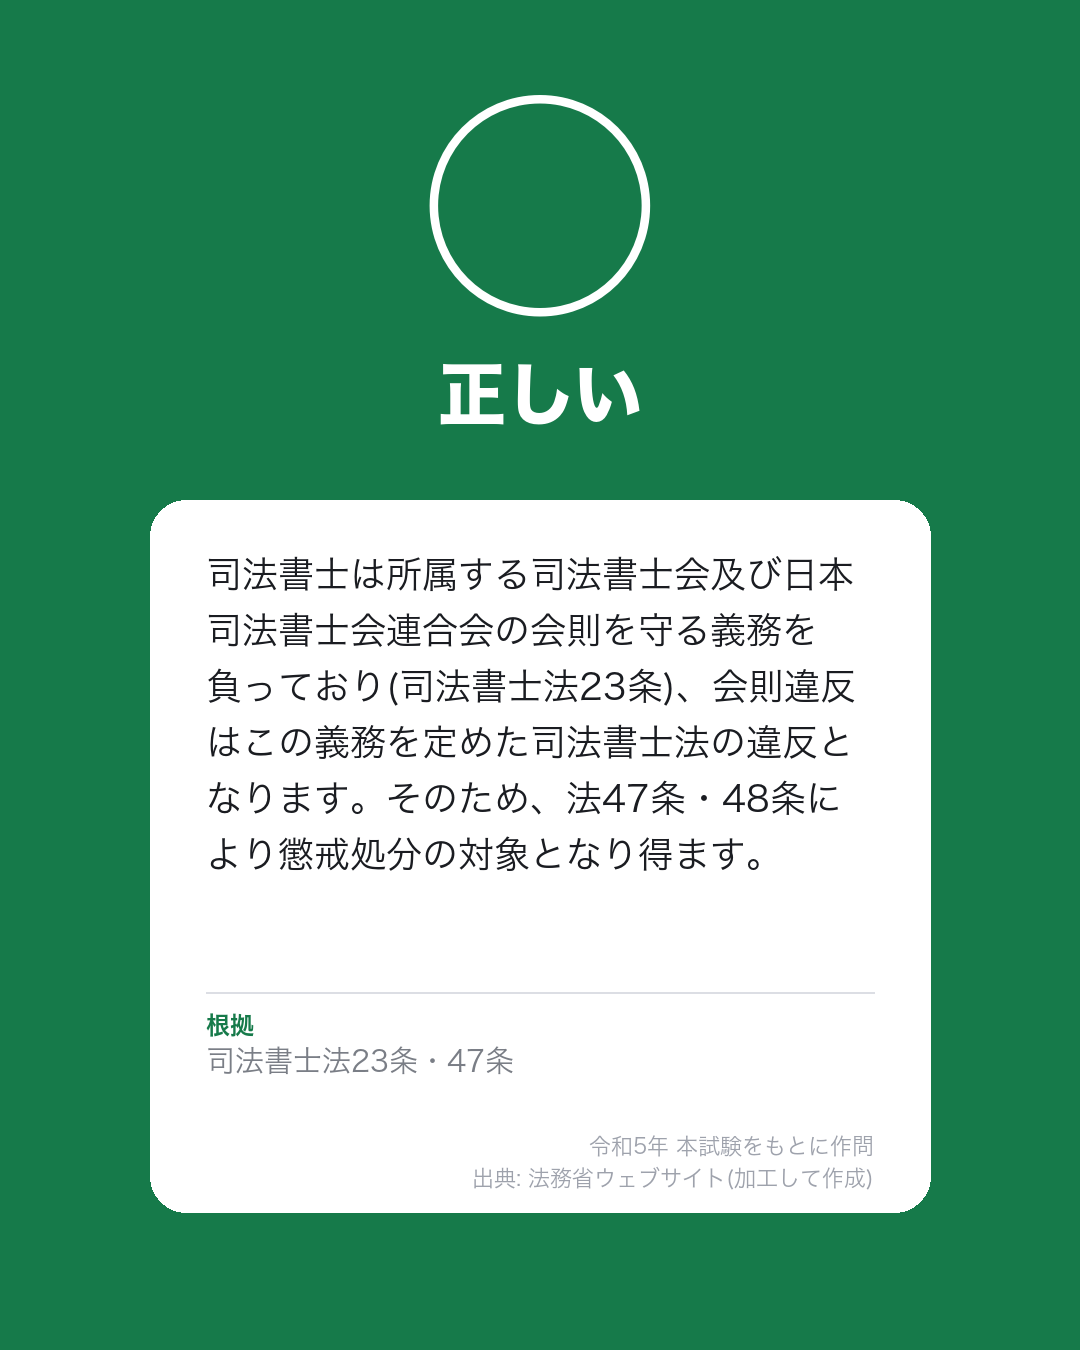 正しい
司法書士は所属する司法書士会及び日本
司法書士会連合会の会則を守る義務を
負っており(司法書士法23条)、会則違反
はこの義務を定めた司法書士法の違反と
なります。そのため、法47条・48条に
より懲戒処分の対象となり得ます。
根拠
司法書士法23条・47条
令和5年 本試験をもとに作問
出典: 法務省ウェブサイト(加工して作成)